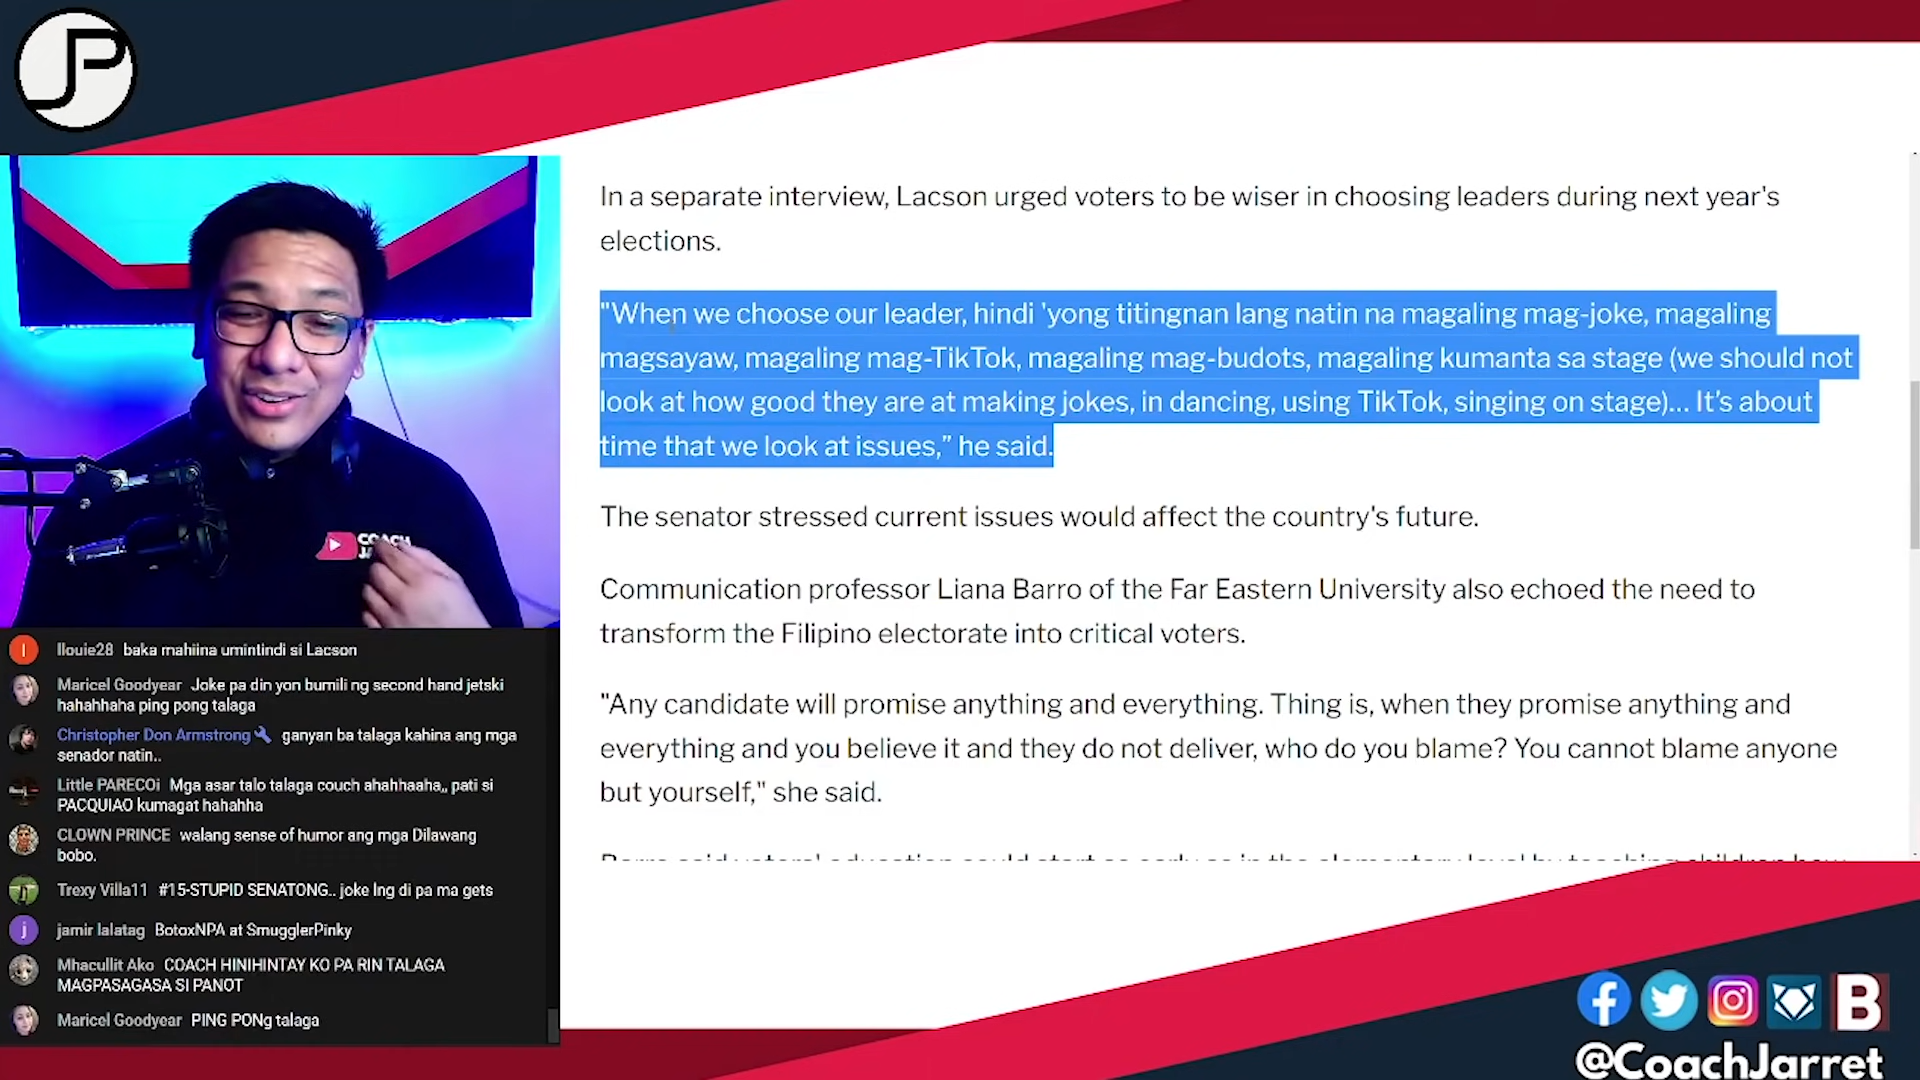 JP
In a separate interview, Lacson urged voters to be wiser in choosing leaders during next year's
elections.
"When we choose our leader, hindi 'yong titingnan lang natin na magaling mag-joke, magaling
magsayaw, magaling mag-TikTok, magaling mag-budots, magaling kumanta sa stage (we should not
look at how good they are at making jokes, in dancing, using TikTok, singing on stage)... It's about
time that we look at issues," he said.
The senator stressed current issues would affect the country's future.
Communication professor Liana Barro of the Far Eastern University also echoed the need to
transform the Filipino electorate into critical voters.
"Any candidate will promise anything and everything. Thing is, when they promise anything and
everything and you believe it and they do not deliver, who do you blame? You cannot blame anyone
but yourself," she said.
COACH
llouie28 baka mahiina umintindi si Lacson
Maricel Goodyear Joke pa din yon bumili ng second hand jetski
hahahhaha ping pong talaga
Christopher Don Armstrong ganyan ba talaga kahina ang mga
senador natin..
Little PARECOi Mga asar talo talaga couch ahahhaaha,, pati si
PACQUIAO kumagat hahahha
CLOWN PRINCE walang sense of humor ang mga Dilawang
bobo.
Trexy Villa11 #15-STUPID SENATONG.. joke lng di pa ma gets
j jamir lalatag BotoxNPA at SmugglerPinky
Mhacullit Ako COACH HINIHINTAY KO PA RIN TALAGA
MAGPASAGASA SI PANOT
Maricel Goodyear PING PONg talaga
B
@CoachJarret